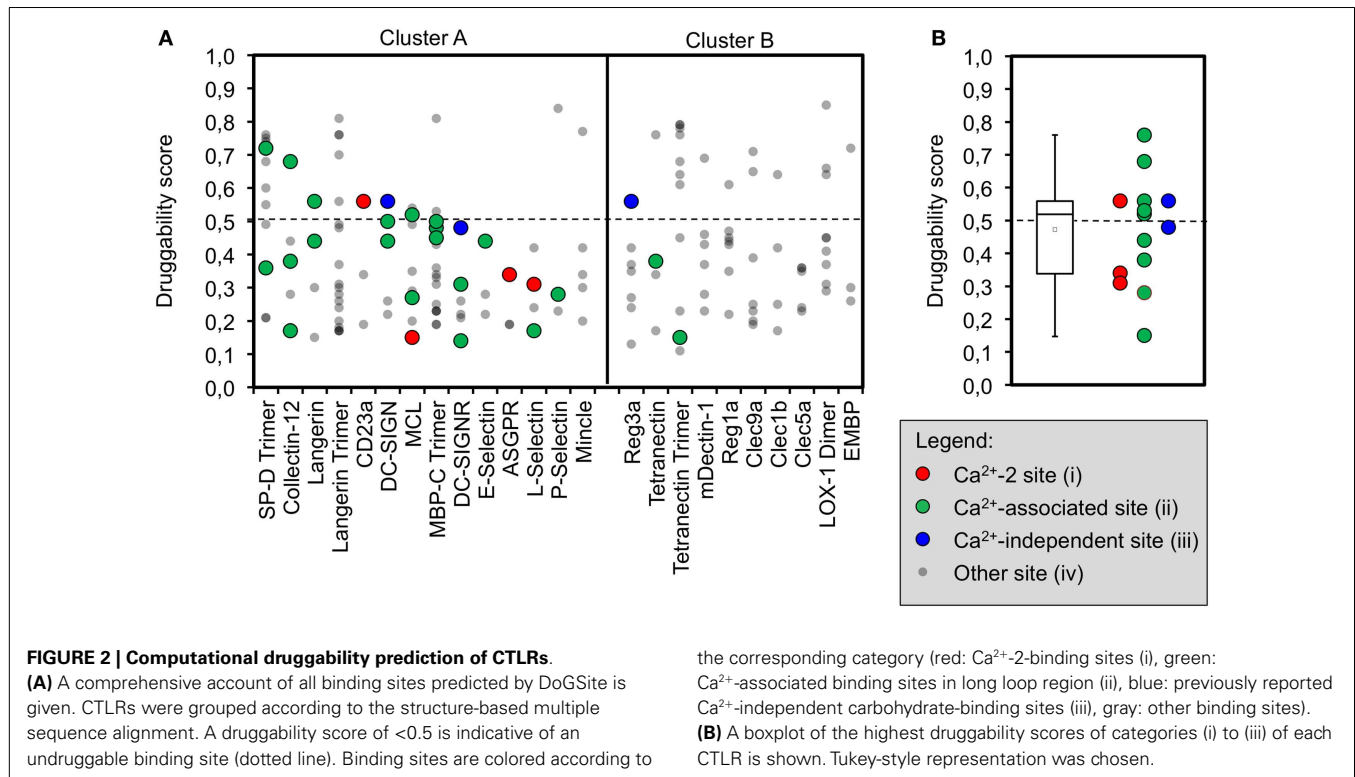 A
Cluster A
Cluster B
Druggability score
1,0
0,9
0,8
0,7
0,6
0,5
0,4
0,3
0,2
0,1
0,0
SP-D Trimer
Collectin-12
Langerin
Langerin Trimer
CD23a
DC-SIGN
MCL
MBP-C Trimer
DC-SIGNR
E-Selectin
ASGPR
L-Selectin
P-Selectin
Mincle
Reg3a
Tetranectin
Tetranectin Trimer
mDectin-1
Reg1a
Clec9a
Clec1b
Clec5a
LOX-1 Dimer
EMBP
B
Druggability score
1,0
0,9
0,8
0,7
0,6
0,5
0,4
0,3
0,2
0,1
0,0
Legend:
Ca²⁺-2 site (i)
Ca²⁺-associated site (ii)
Ca²⁺-independent site (iii)
Other site (iv)
FIGURE 2 | Computational druggability prediction of CTLRs.
(A) A comprehensive account of all binding sites predicted by DoGSite is
given. CTLRs were grouped according to the structure-based multiple
sequence alignment. A druggability score of <0.5 is indicative of an
undruggable binding site (dotted line). Binding sites are colored according to
the corresponding category (red: Ca²⁺-2-binding sites (i), green:
Ca²⁺-associated binding sites in long loop region (ii), blue: previously reported
Ca²⁺-independent carbohydrate-binding sites (iii), gray: other binding sites).
(B) A boxplot of the highest druggability scores of categories (i) to (iii) of each
CTLR is shown. Tukey-style representation was chosen.